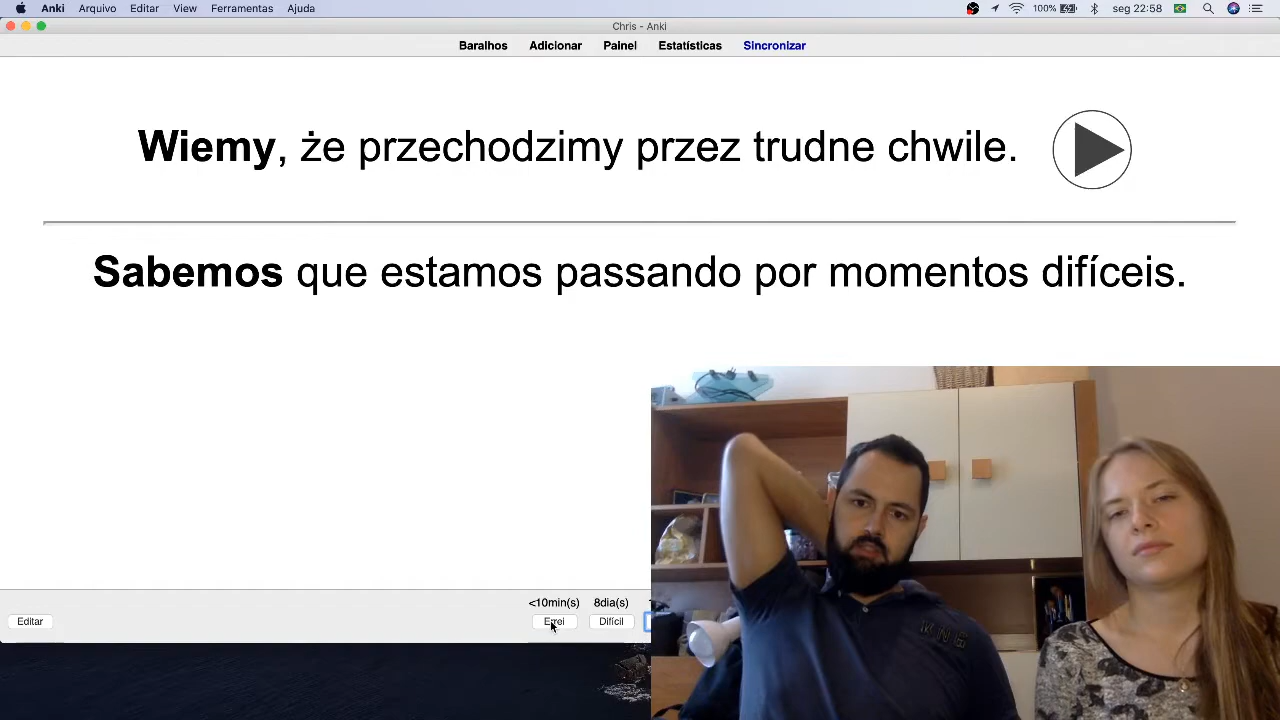 Anki Arquivo Editar View Ferramentas Ajuda 100% seg 22:58
Chris - Anki
Baralhos Adicionar Painel Estatísticas Sincronizar
Wiemy, że przechodzimy przez trudne chwile.
Sabemos que estamos passando por momentos difíceis.
<10min(s) 8dia(s)
Editar Errei Difícil